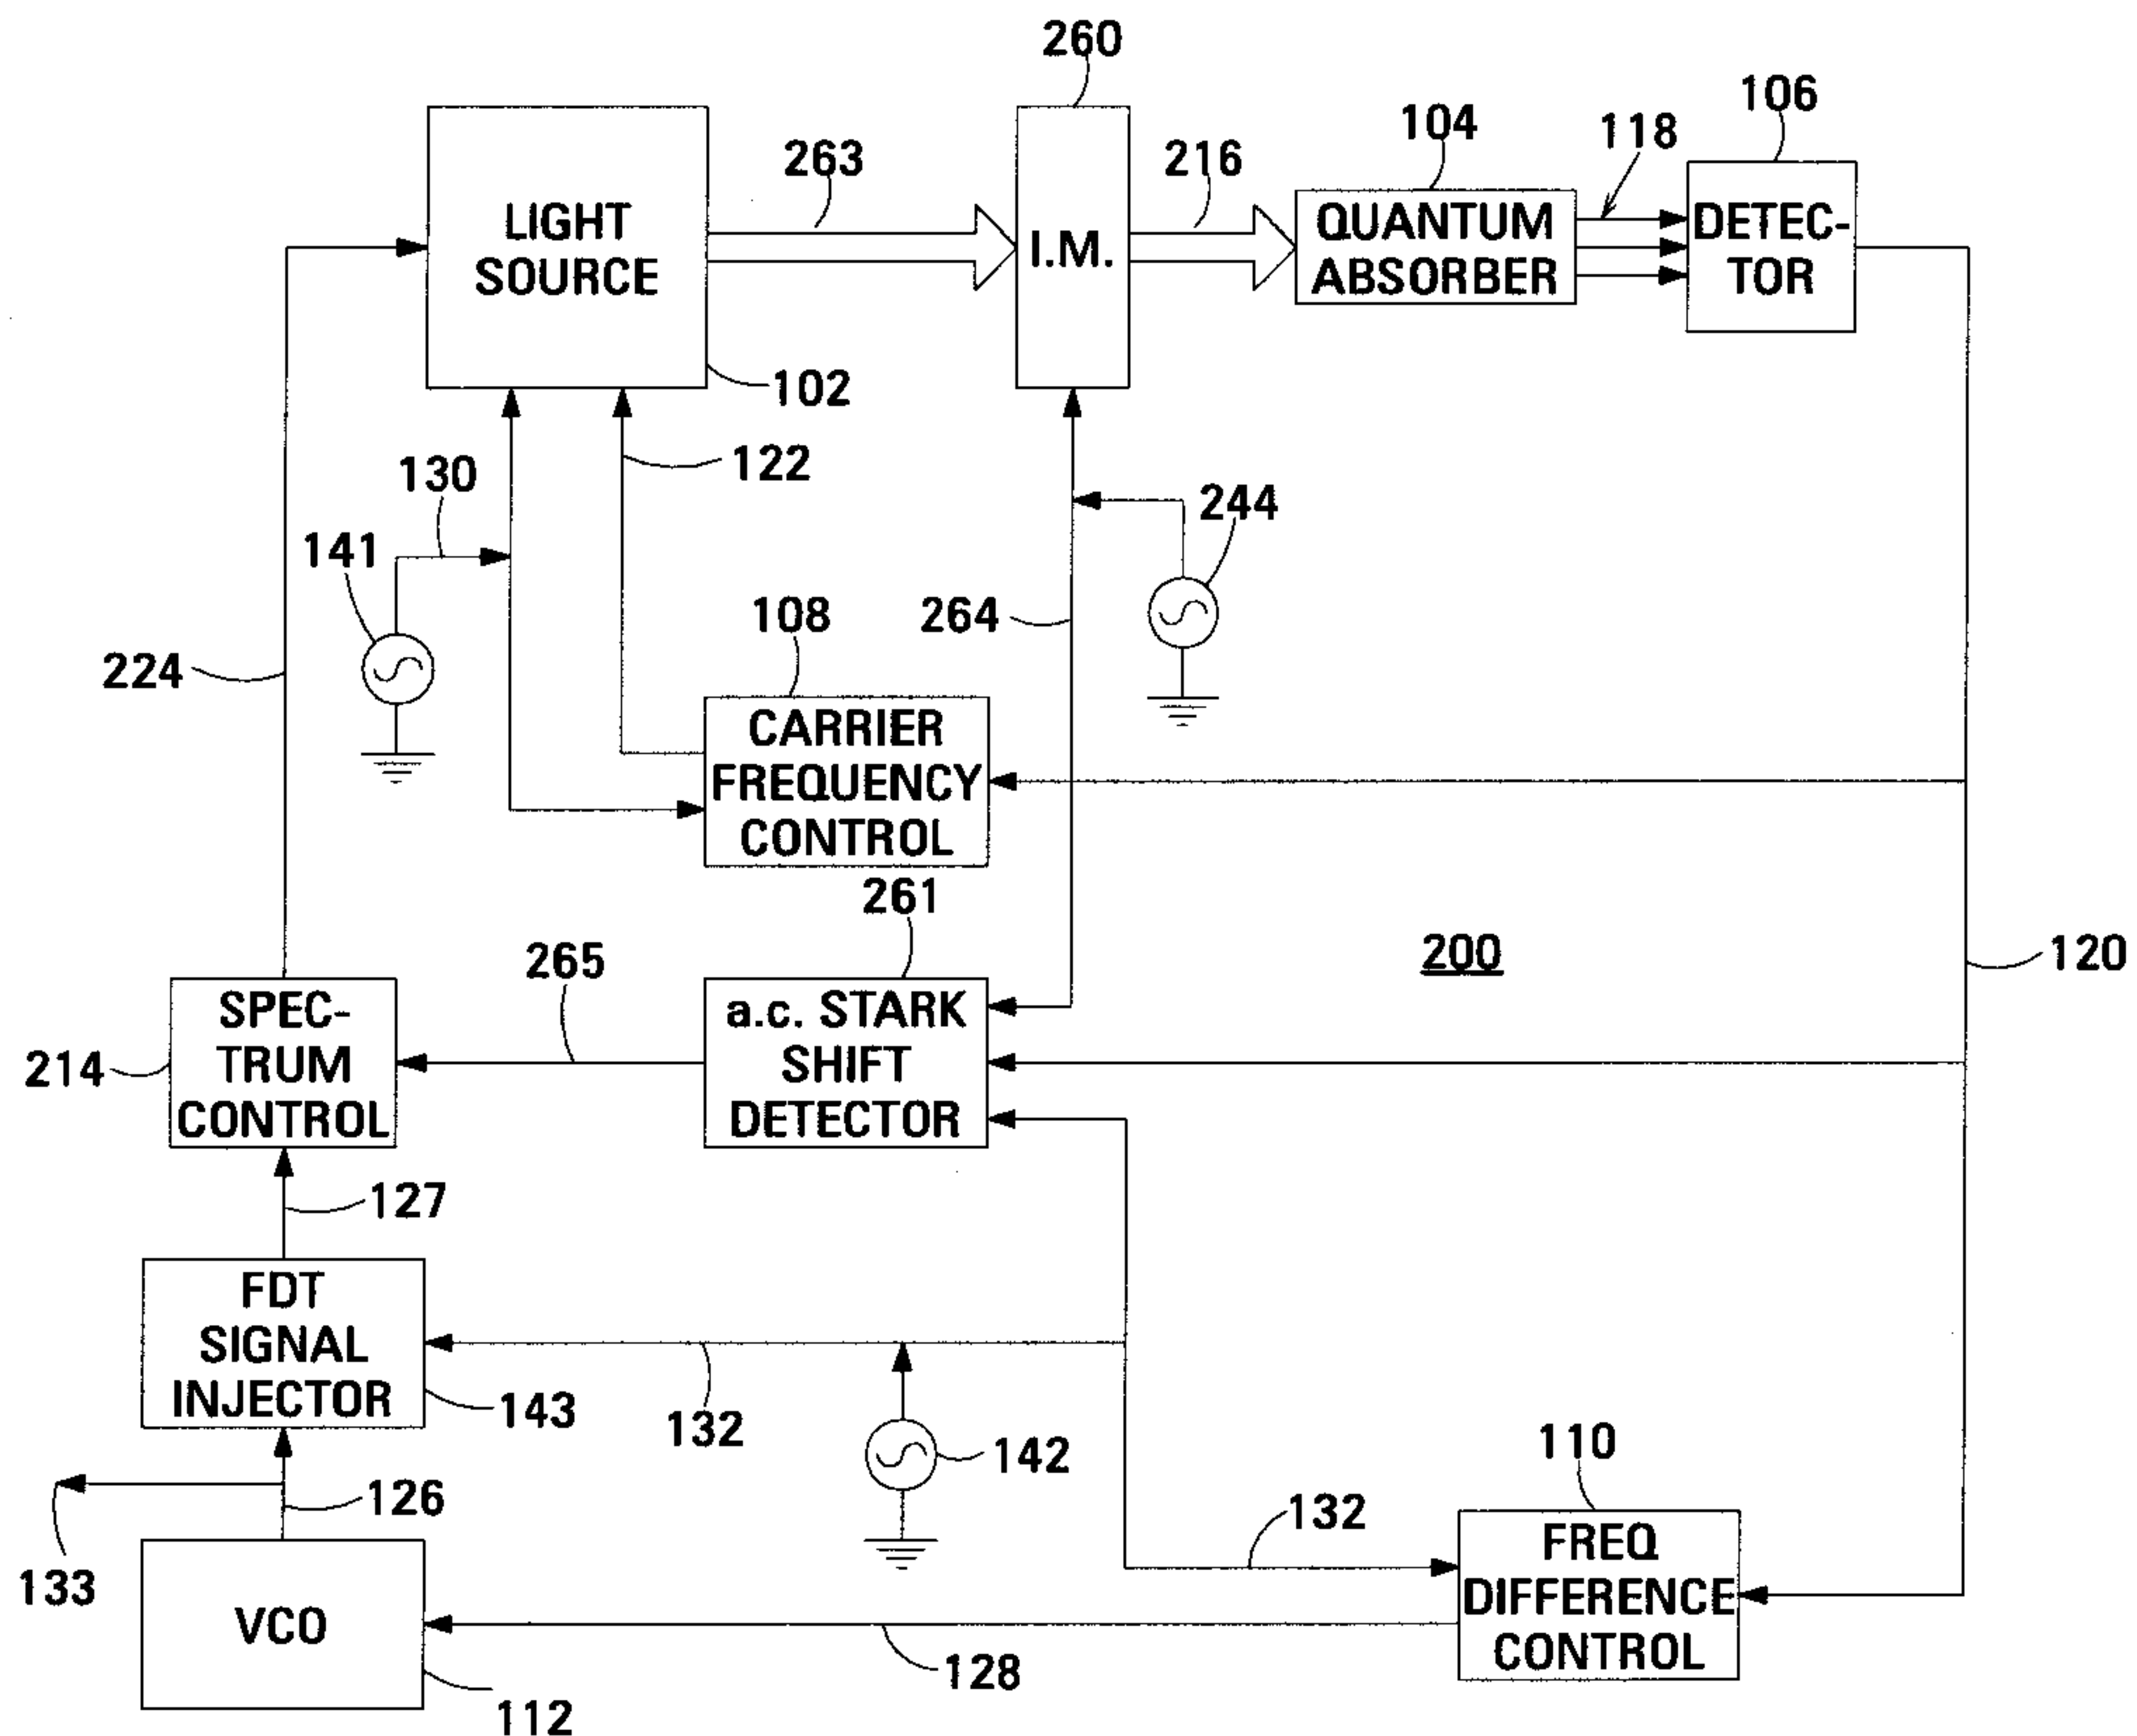 260
106
104
118
263
216
LIGHT
SOURCE
I.M.
QUANTUM
ABSORBER
DETEC-
TOR
102
122
130
244
141
108
264
224
CARRIER
FREQUENCY
CONTROL
261
265
200
120
SPEC-
TRUM
CONTROL
214
a.c. STARK
SHIFT
DETECTOR
127
FDT
SIGNAL
INJECTOR
143
132
142
110
126
132
133
VCO
FREQ
DIFFERENCE
CONTROL
128
112